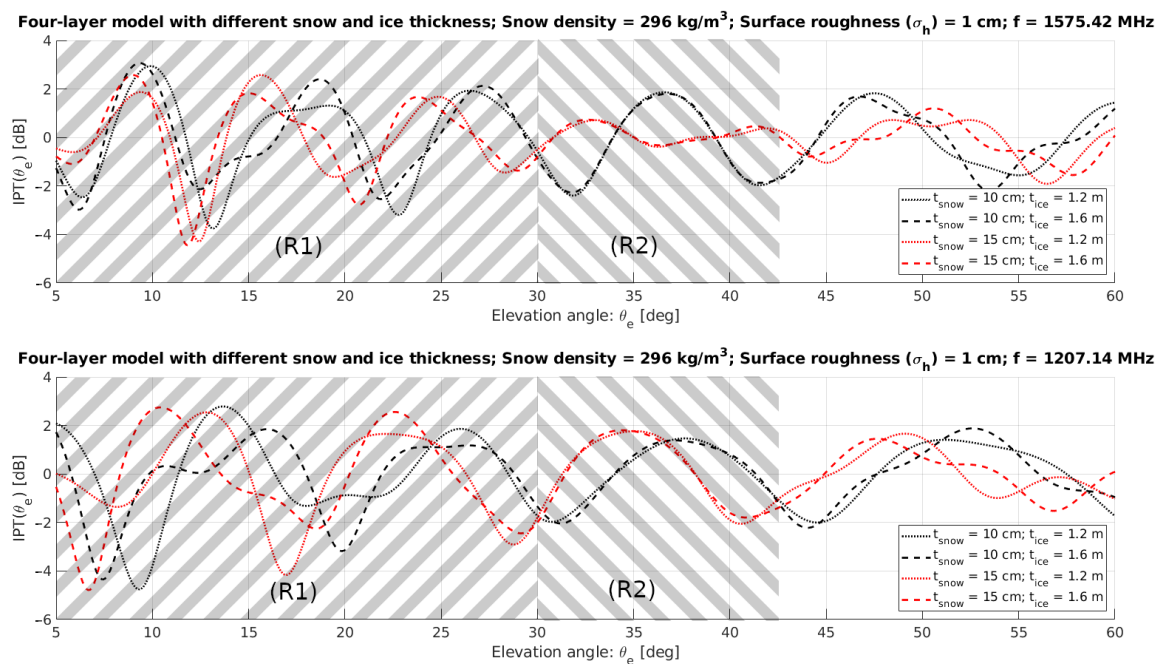 Four-layer model with different snow and ice thickness; Snow density = 296 kg/m³; Surface roughness (σₕ) = 1 cm; f = 1575.42 MHz
4
2
0
−2
−4
−6
IPT(θₑ) [dB]
(R1)
(R2)
t_snow = 10 cm; t_ice = 1.2 m
t_snow = 10 cm; t_ice = 1.6 m
t_snow = 15 cm; t_ice = 1.2 m
t_snow = 15 cm; t_ice = 1.6 m
5 10 15 20 25 30 35 40 45 50 55 60
Elevation angle: θₑ [deg]
Four-layer model with different snow and ice thickness; Snow density = 296 kg/m³; Surface roughness (σₕ) = 1 cm; f = 1207.14 MHz
4
2
0
−2
−4
−6
IPT(θₑ) [dB]
(R1)
(R2)
t_snow = 10 cm; t_ice = 1.2 m
t_snow = 10 cm; t_ice = 1.6 m
t_snow = 15 cm; t_ice = 1.2 m
t_snow = 15 cm; t_ice = 1.6 m
5 10 15 20 25 30 35 40 45 50 55 60
Elevation angle: θₑ [deg]